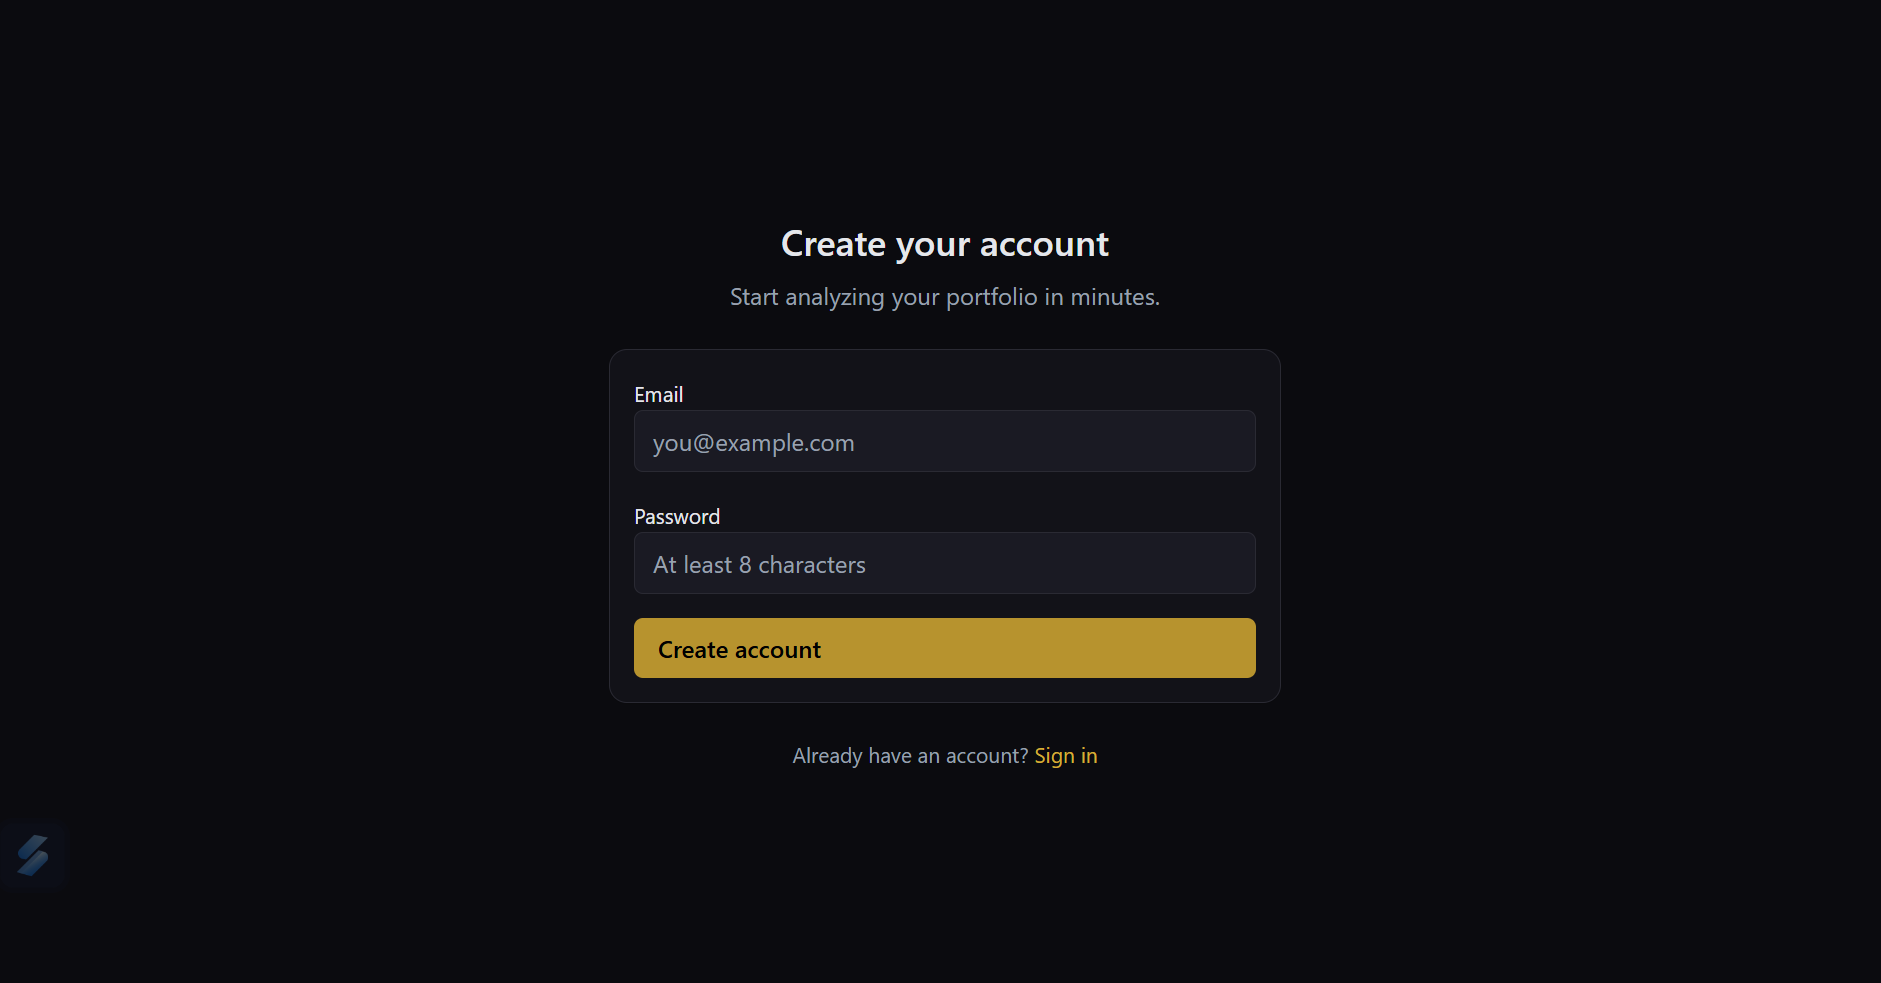 Create your account
Start analyzing your portfolio in minutes.
Email
you@example.com
Password
At least 8 characters
Create account
Already have an account? Sign in